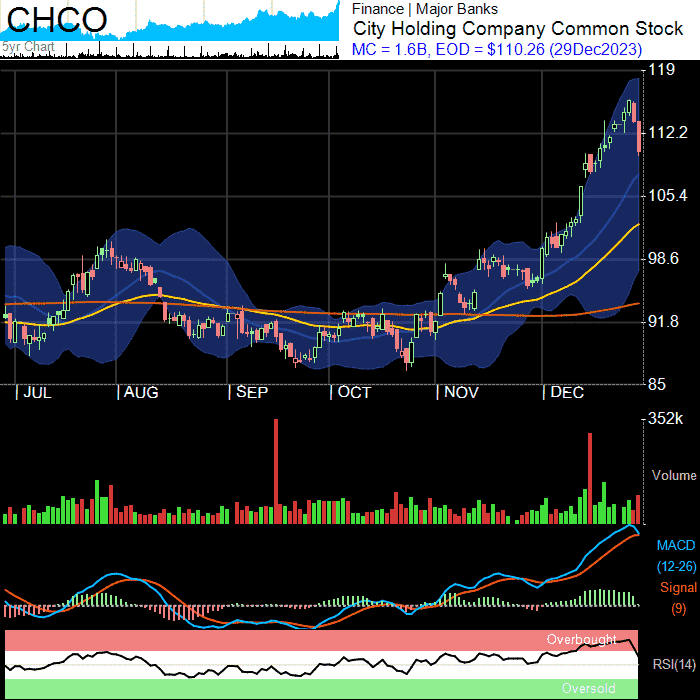 CHCO
5yr Chart
Finance | Major Banks
City Holding Company Common Stock
MC = 1.6B, EOD = $110.26 (29Dec2023)
119
112.2
105.4
98.6
91.8
85
| JUL | AUG | SEP | OCT | NOV | DEC
352k
Volume
MACD
(12-26)
Signal
(9)
Overbought
RSI(14)
Oversold